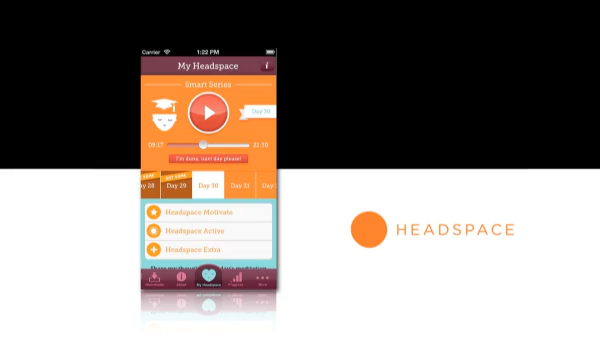 Carrier 1:22 PM
My Headspace i
Smart Series
Day 30
09:17 21:30
I'm done, next day please!
Day 29 Day 30 Day 31 Day
Headspace Motivate
Headspace Active
Headspace Extra
My Headspace Progress More
HEADSPACE